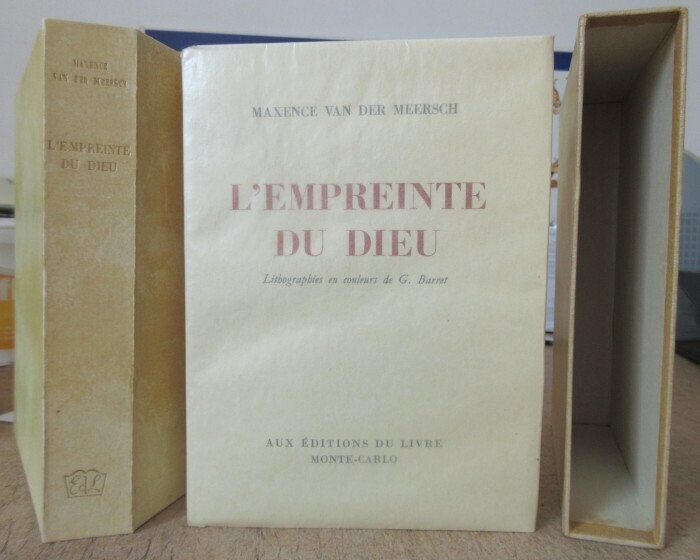 MAXENCE
VAN DER MEERSCH
L'EMPREINTE
DU DIEU
EdL
MAXENCE VAN DER MEERSCH
L'EMPREINTE
DU DIEU
Lithographies en couleurs de G. Barret
AUX ÉDITIONS DU LIVRE
MONTE-CARLO